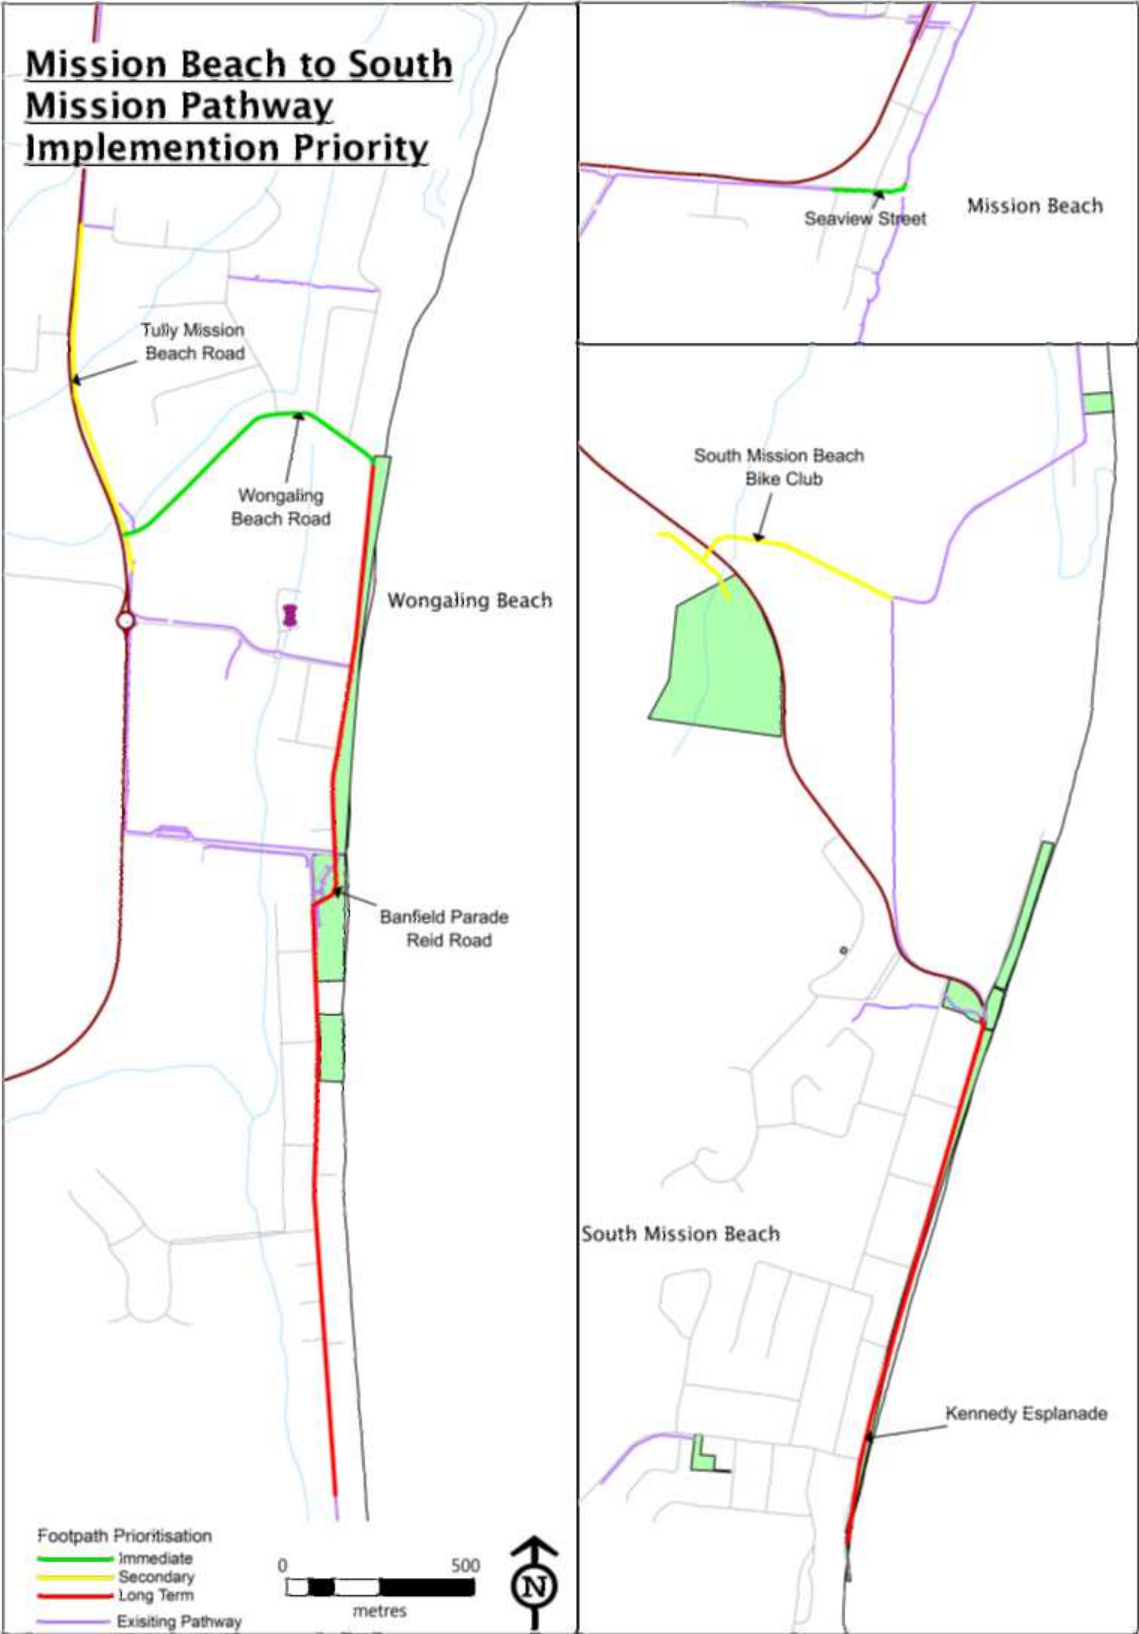 Mission Beach to South
Mission Pathway
Implemention Priority
Tully Mission
Beach Road
Wongaling
Beach Road
Wongaling Beach
Banfield Parade
Reid Road
Footpath Prioritisation
Immediate
Secondary
Long Term
Exisiting Pathway
0 500
metres
N
Seaview Street
Mission Beach
South Mission Beach
Bike Club
South Mission Beach
Kennedy Esplanade